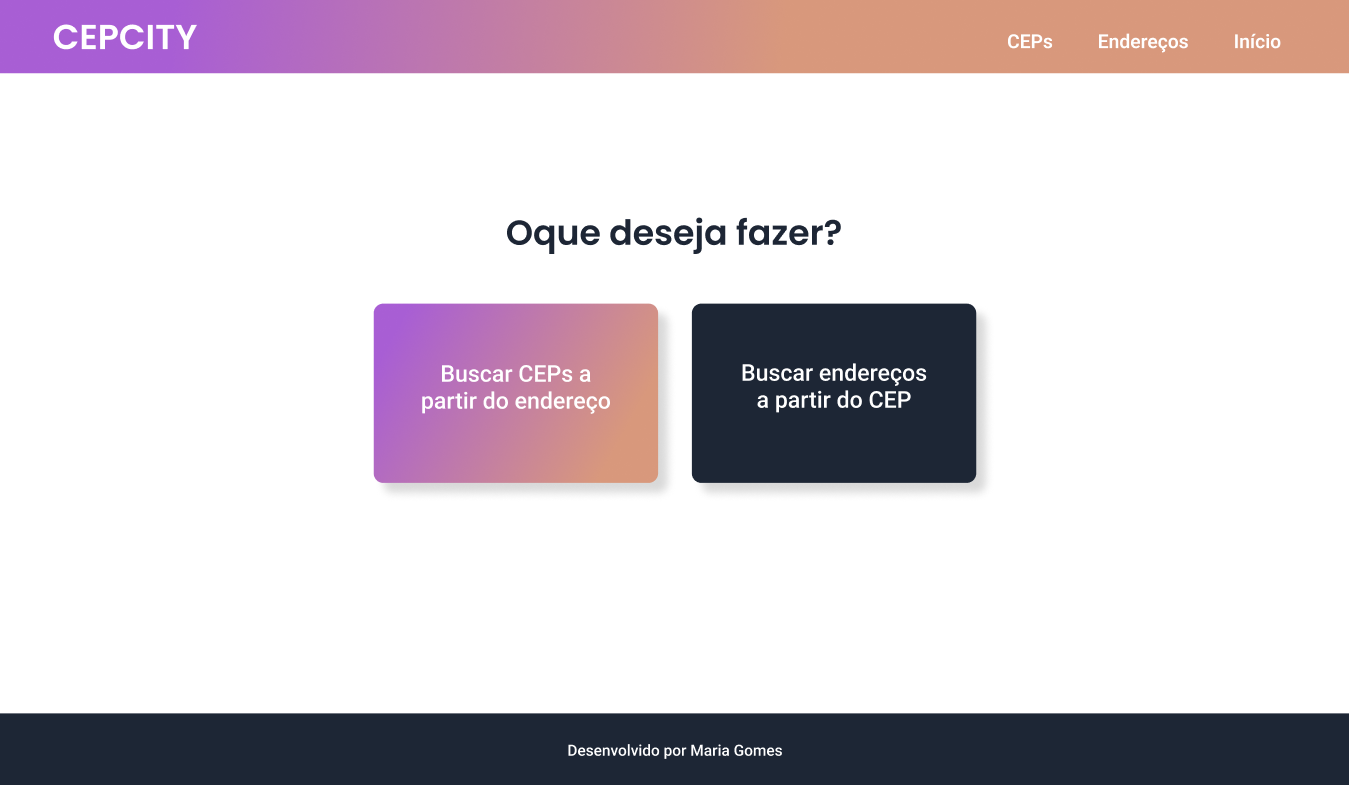 CEPCITY
CEPs Endereços Início
Oque deseja fazer?
Buscar CEPs a
partir do endereço
Buscar endereços
a partir do CEP
Desenvolvido por Maria Gomes